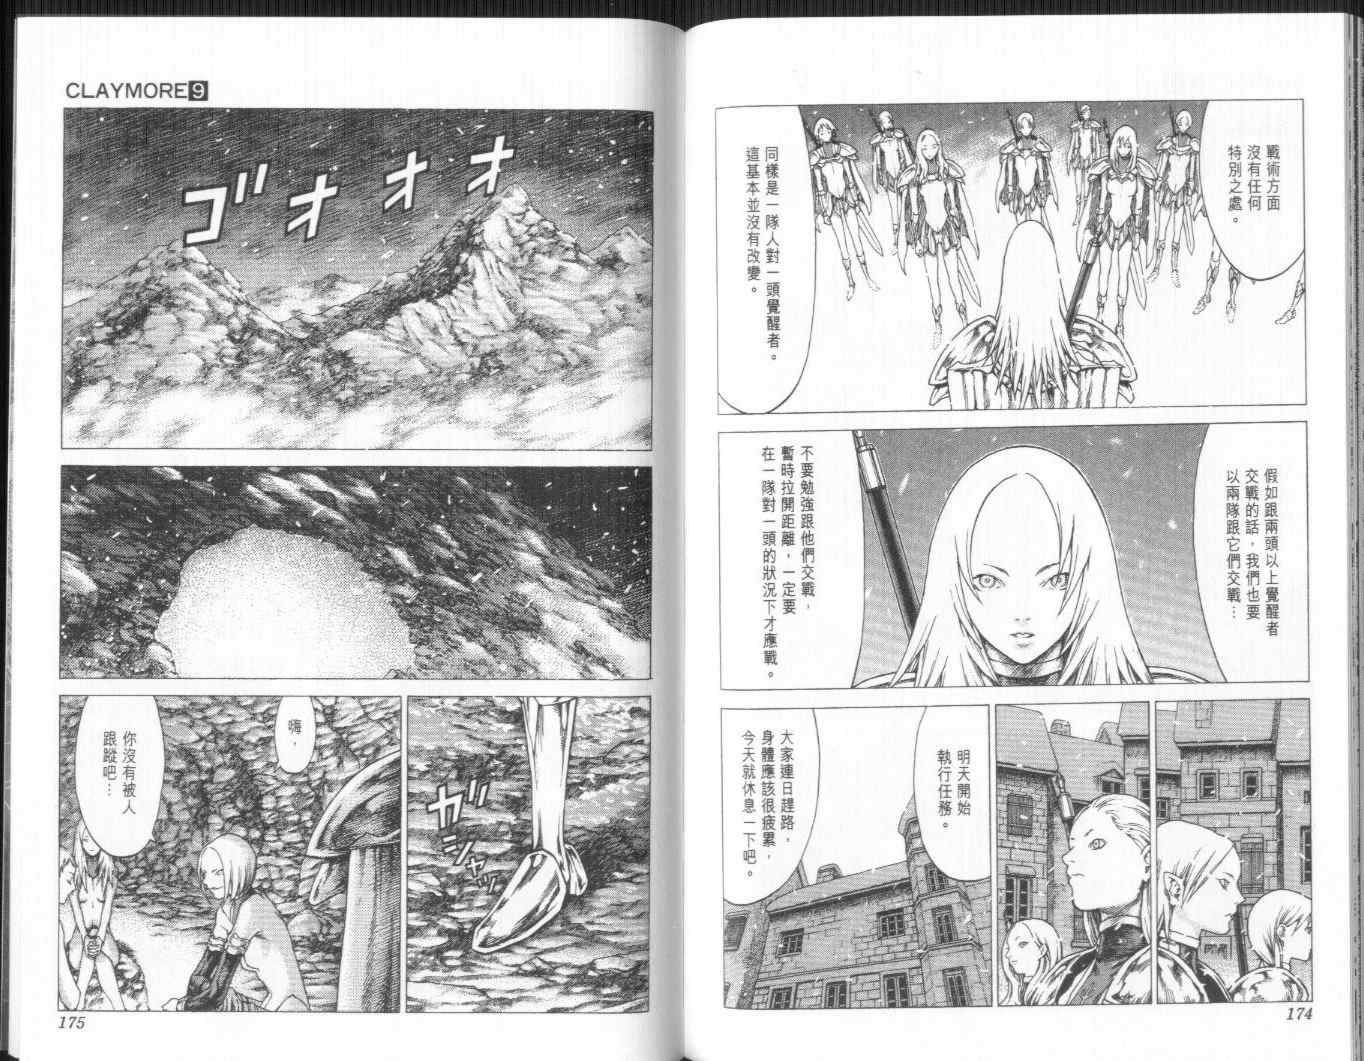 戰術方面
沒有任何
特別之處。
同樣是一隊人對一頭覺醒者。
這基本並沒有改變。
假如跟兩頭以上覺醒者
交戰的話，我們也要
以兩隊跟它們交戰…
不要勉強跟他們交戰，
暫時拉開距離，一定要
在一隊對一頭的狀況下才應戰。
明天開始
執行任務。
大家連日趕路，
身體應該很疲累，
今天就休息一下吧。
174
CLAYMORE 9
ゴオオオ
ガシャッ
嗨，
你沒有被人
跟蹤吧…
175